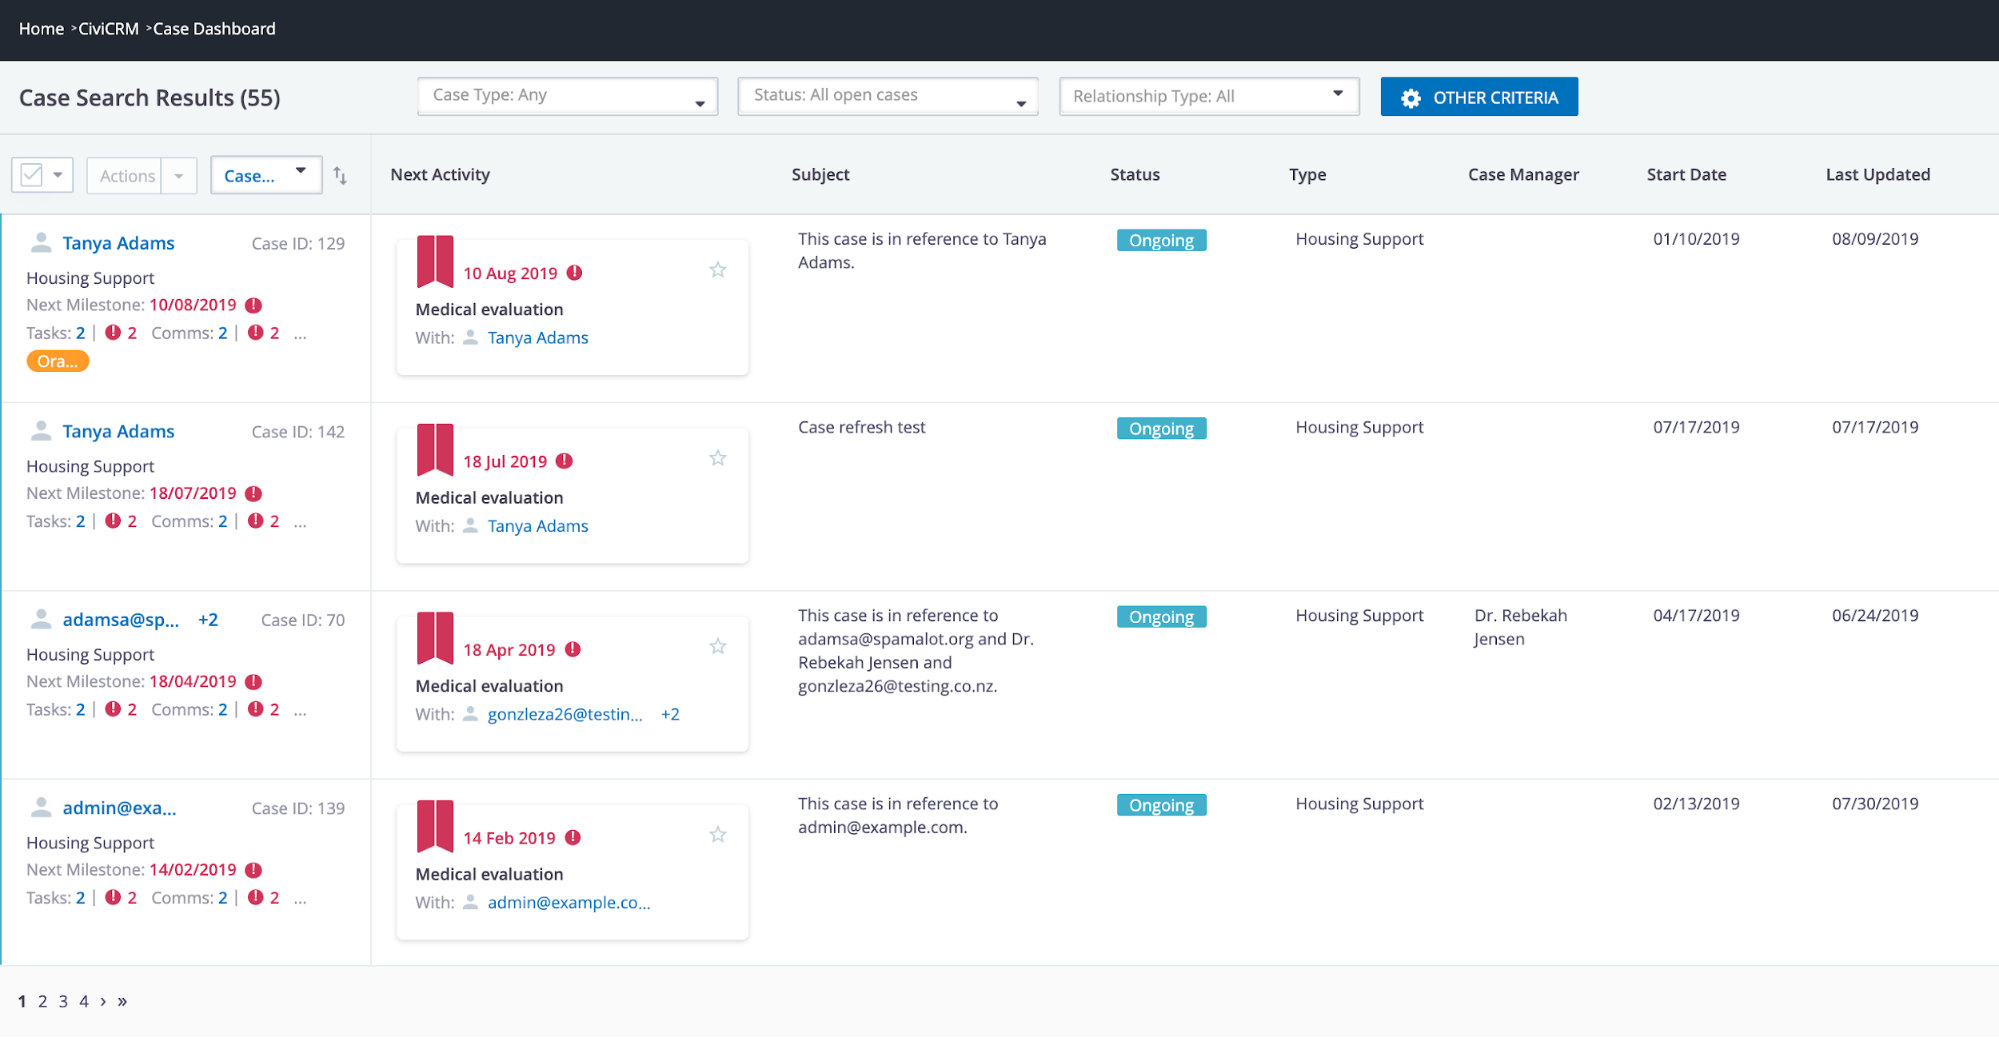 Home >CiviCRM >Case Dashboard
Case Search Results (55)
Case Type: Any
Status: All open cases
Relationship Type: All
OTHER CRITERIA
Actions
Case...
Next Activity
Subject
Status
Type
Case Manager
Start Date
Last Updated
Tanya Adams
Case ID: 129
Housing Support
Next Milestone: 10/08/2019 !
Tasks: 2 | ! 2 Comms: 2 | ! 2 ...
Ora...
10 Aug 2019 !
Medical evaluation
With: Tanya Adams
This case is in reference to Tanya
Adams.
Ongoing
Housing Support
01/10/2019
08/09/2019
Tanya Adams
Case ID: 142
Housing Support
Next Milestone: 18/07/2019 !
Tasks: 2 | ! 2 Comms: 2 | ! 2 ...
18 Jul 2019 !
Medical evaluation
With: Tanya Adams
Case refresh test
Ongoing
Housing Support
07/17/2019
07/17/2019
adamsa@sp... +2
Case ID: 70
Housing Support
Next Milestone: 18/04/2019 !
Tasks: 2 | ! 2 Comms: 2 | ! 2 ...
18 Apr 2019 !
Medical evaluation
With: gonzleza26@testin... +2
This case is in reference to
adamsa@spamalot.org and Dr.
Rebekah Jensen and
gonzleza26@testing.co.nz.
Ongoing
Housing Support
Dr. Rebekah
Jensen
04/17/2019
06/24/2019
admin@exa...
Case ID: 139
Housing Support
Next Milestone: 14/02/2019 !
Tasks: 2 | ! 2 Comms: 2 | ! 2 ...
14 Feb 2019 !
Medical evaluation
With: admin@example.co...
This case is in reference to
admin@example.com.
Ongoing
Housing Support
02/13/2019
07/30/2019
1 2 3 4 › »